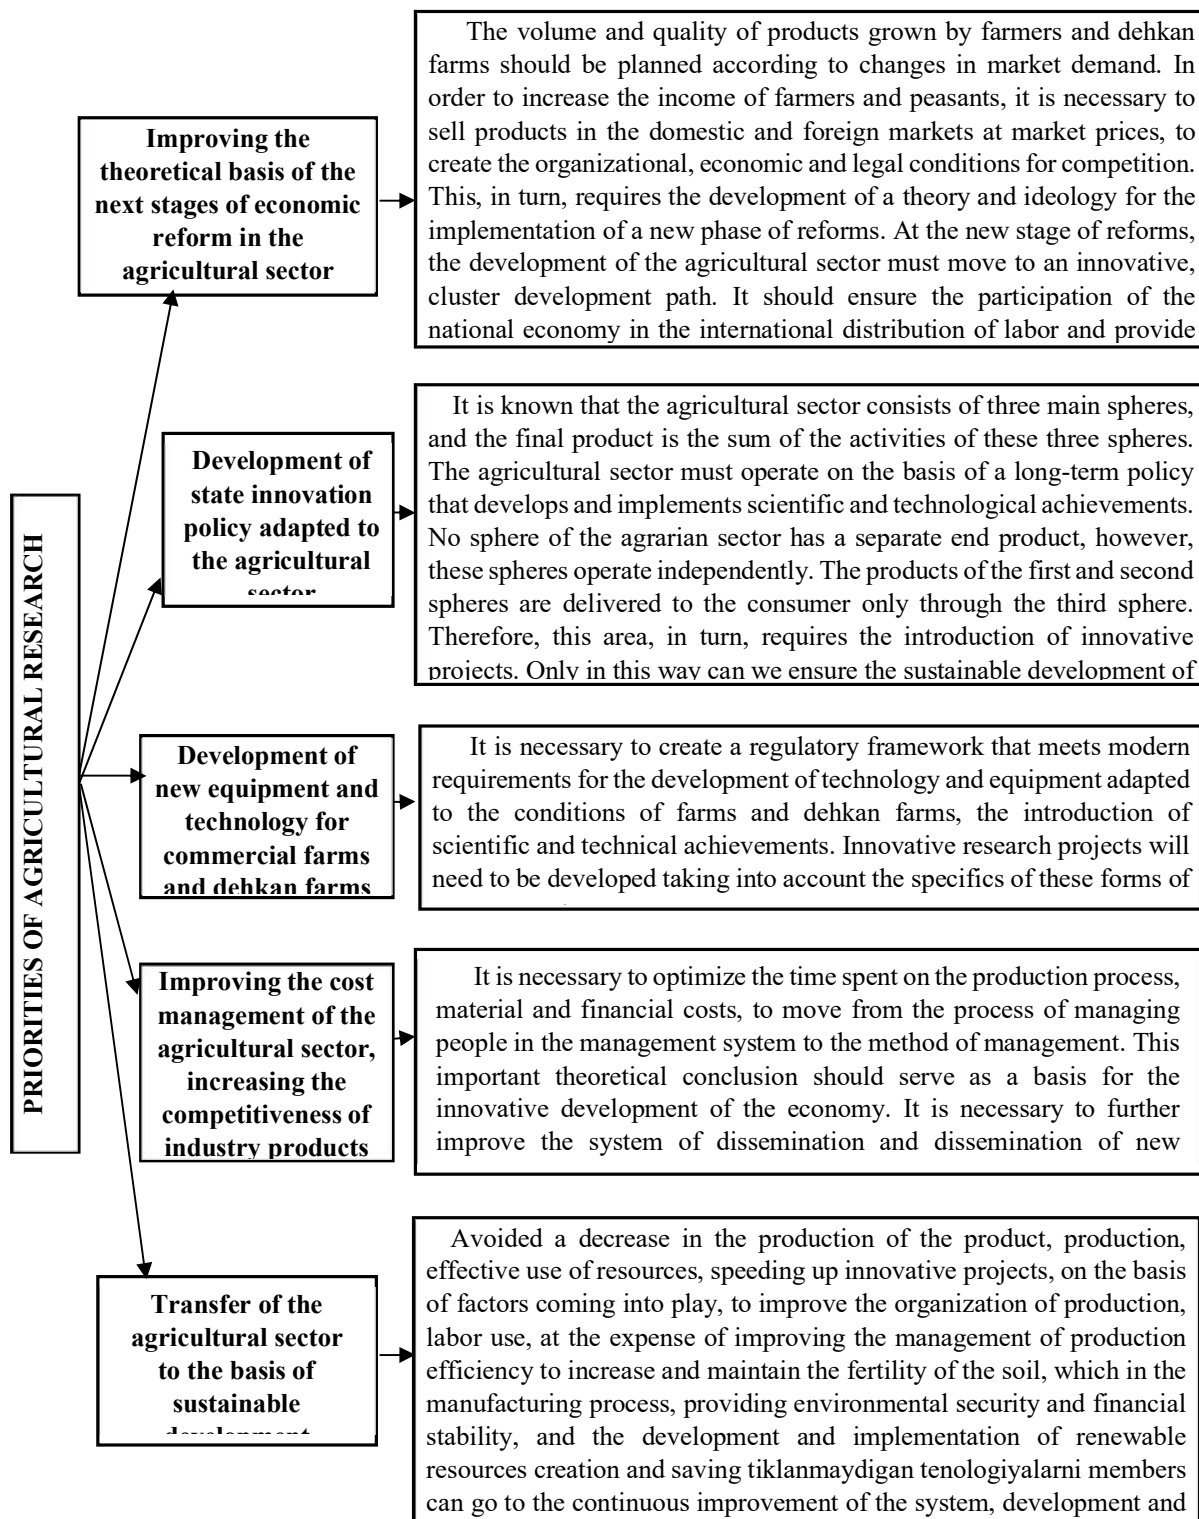 PRIORITIES OF AGRICULTURAL RESEARCH
Improving the
theoretical basis of the
next stages of economic
reform in the
agricultural sector
The volume and quality of products grown by farmers and dehkan
farms should be planned according to changes in market demand. In
order to increase the income of farmers and peasants, it is necessary to
sell products in the domestic and foreign markets at market prices, to
create the organizational, economic and legal conditions for competition.
This, in turn, requires the development of a theory and ideology for the
implementation of a new phase of reforms. At the new stage of reforms,
the development of the agricultural sector must move to an innovative,
cluster development path. It should ensure the participation of the
national economy in the international distribution of labor and provide
Development of
state innovation
policy adapted to
the agricultural
sector
It is known that the agricultural sector consists of three main spheres,
and the final product is the sum of the activities of these three spheres.
The agricultural sector must operate on the basis of a long-term policy
that develops and implements scientific and technological achievements.
No sphere of the agrarian sector has a separate end product, however,
these spheres operate independently. The products of the first and second
spheres are delivered to the consumer only through the third sphere.
Therefore, this area, in turn, requires the introduction of innovative
projects. Only in this way can we ensure the sustainable development of
Development of
new equipment and
technology for
commercial farms
and dehkan farms
It is necessary to create a regulatory framework that meets modern
requirements for the development of technology and equipment adapted
to the conditions of farms and dehkan farms, the introduction of
scientific and technical achievements. Innovative research projects will
need to be developed taking into account the specifics of these forms of
Improving the cost
management of the
agricultural sector,
increasing the
competitiveness of
industry products
It is necessary to optimize the time spent on the production process,
material and financial costs, to move from the process of managing
people in the management system to the method of management. This
important theoretical conclusion should serve as a basis for the
innovative development of the economy. It is necessary to further
improve the system of dissemination and dissemination of new
Transfer of the
agricultural sector
to the basis of
sustainable
Avoided a decrease in the production of the product, production,
effective use of resources, speeding up innovative projects, on the basis
of factors coming into play, to improve the organization of production,
labor use, at the expense of improving the management of production
efficiency to increase and maintain the fertility of the soil, which in the
manufacturing process, providing environmental security and financial
stability, and the development and implementation of renewable
resources creation and saving tiklanmaydigan tenologiyalarni members
can go to the continuous improvement of the system, development and